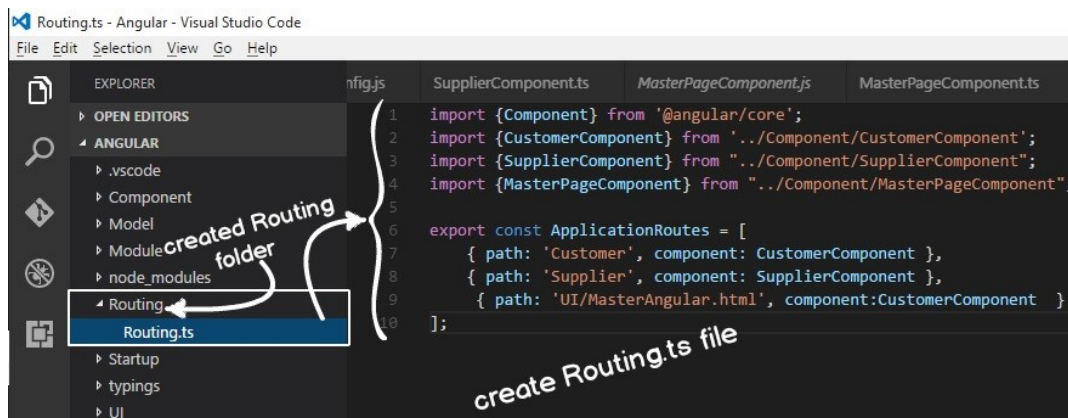 Routing.ts - Angular - Visual Studio Code
File Edit Selection View Go Help
EXPLORER
OPEN EDITORS
ANGULAR
.vscode
Component
Model
Module
node_modules
Routing
Routing.ts
Startup
typings
UI
created Routing
folder
nfig.js SupplierComponent.ts MasterPageComponent.js MasterPageComponent.ts
1 import {Component} from '@angular/core';
2 import {CustomerComponent} from '../Component/CustomerComponent';
3 import {SupplierComponent} from "../Component/SupplierComponent";
4 import {MasterPageComponent} from "../Component/MasterPageComponent";
5
6 export const ApplicationRoutes = [
7 { path: 'Customer', component: CustomerComponent },
8 { path: 'Supplier', component: SupplierComponent },
9 { path: 'UI/MasterAngular.html', component:CustomerComponent }
10 ];
create Routing.ts file